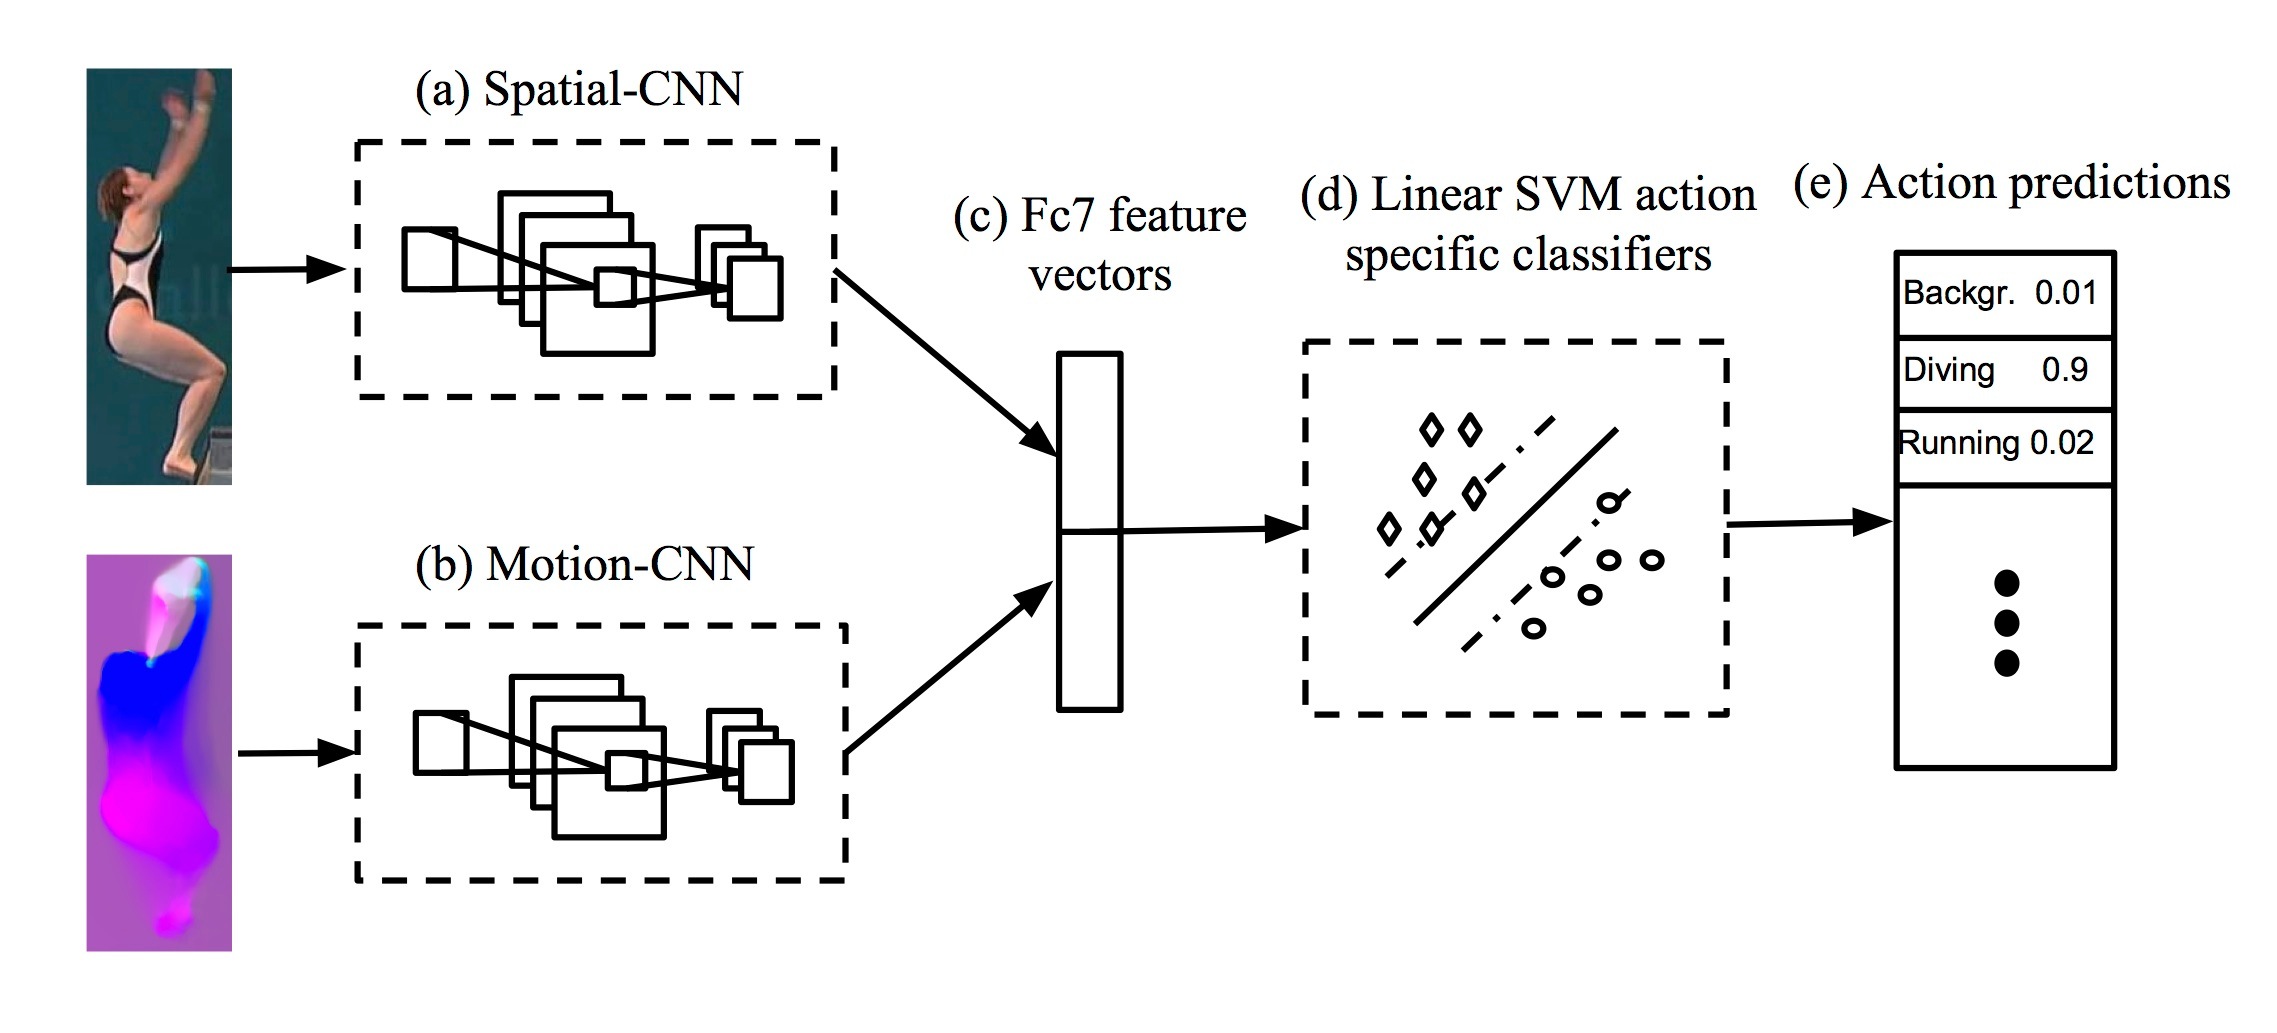 (a) Spatial-CNN
(b) Motion-CNN
(c) Fc7 feature
vectors
(d) Linear SVM action
specific classifiers
(e) Action predictions
Backgr. 0.01
Diving 0.9
Running 0.02